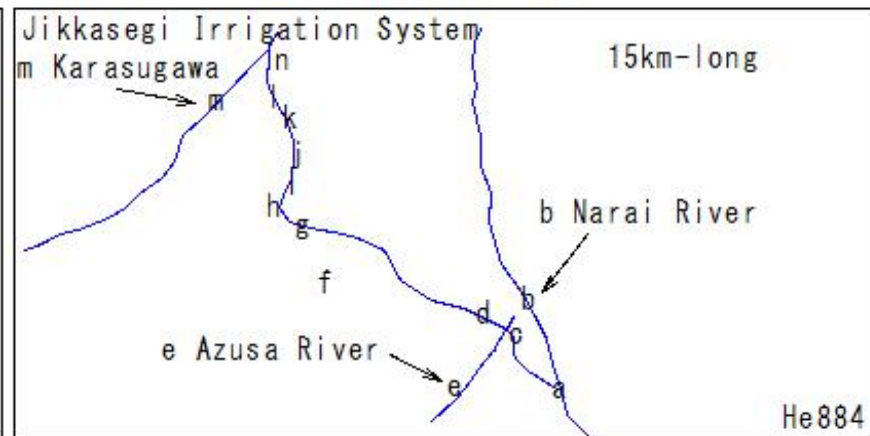 Jikkasegi Irrigation System
m Karasugawa
15km-long
n
m
l
k
j
i
h
g
b Narai River
f
b
d
c
e Azusa River
e
a
He884